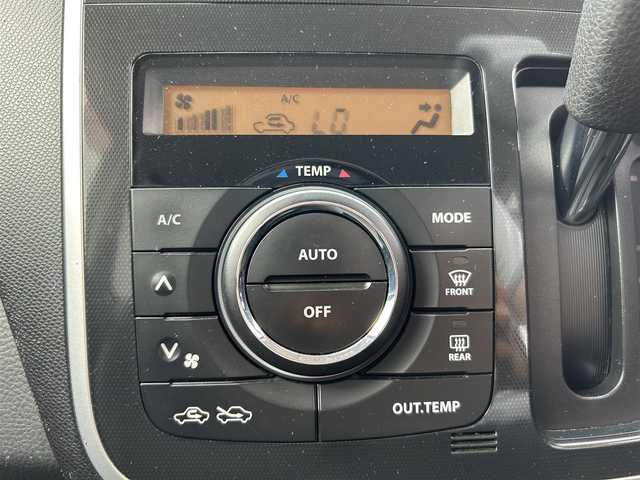 A/C
LO
TEMP
A/C
MODE
AUTO
OFF
FRONT
REAR
OUT.TEMP